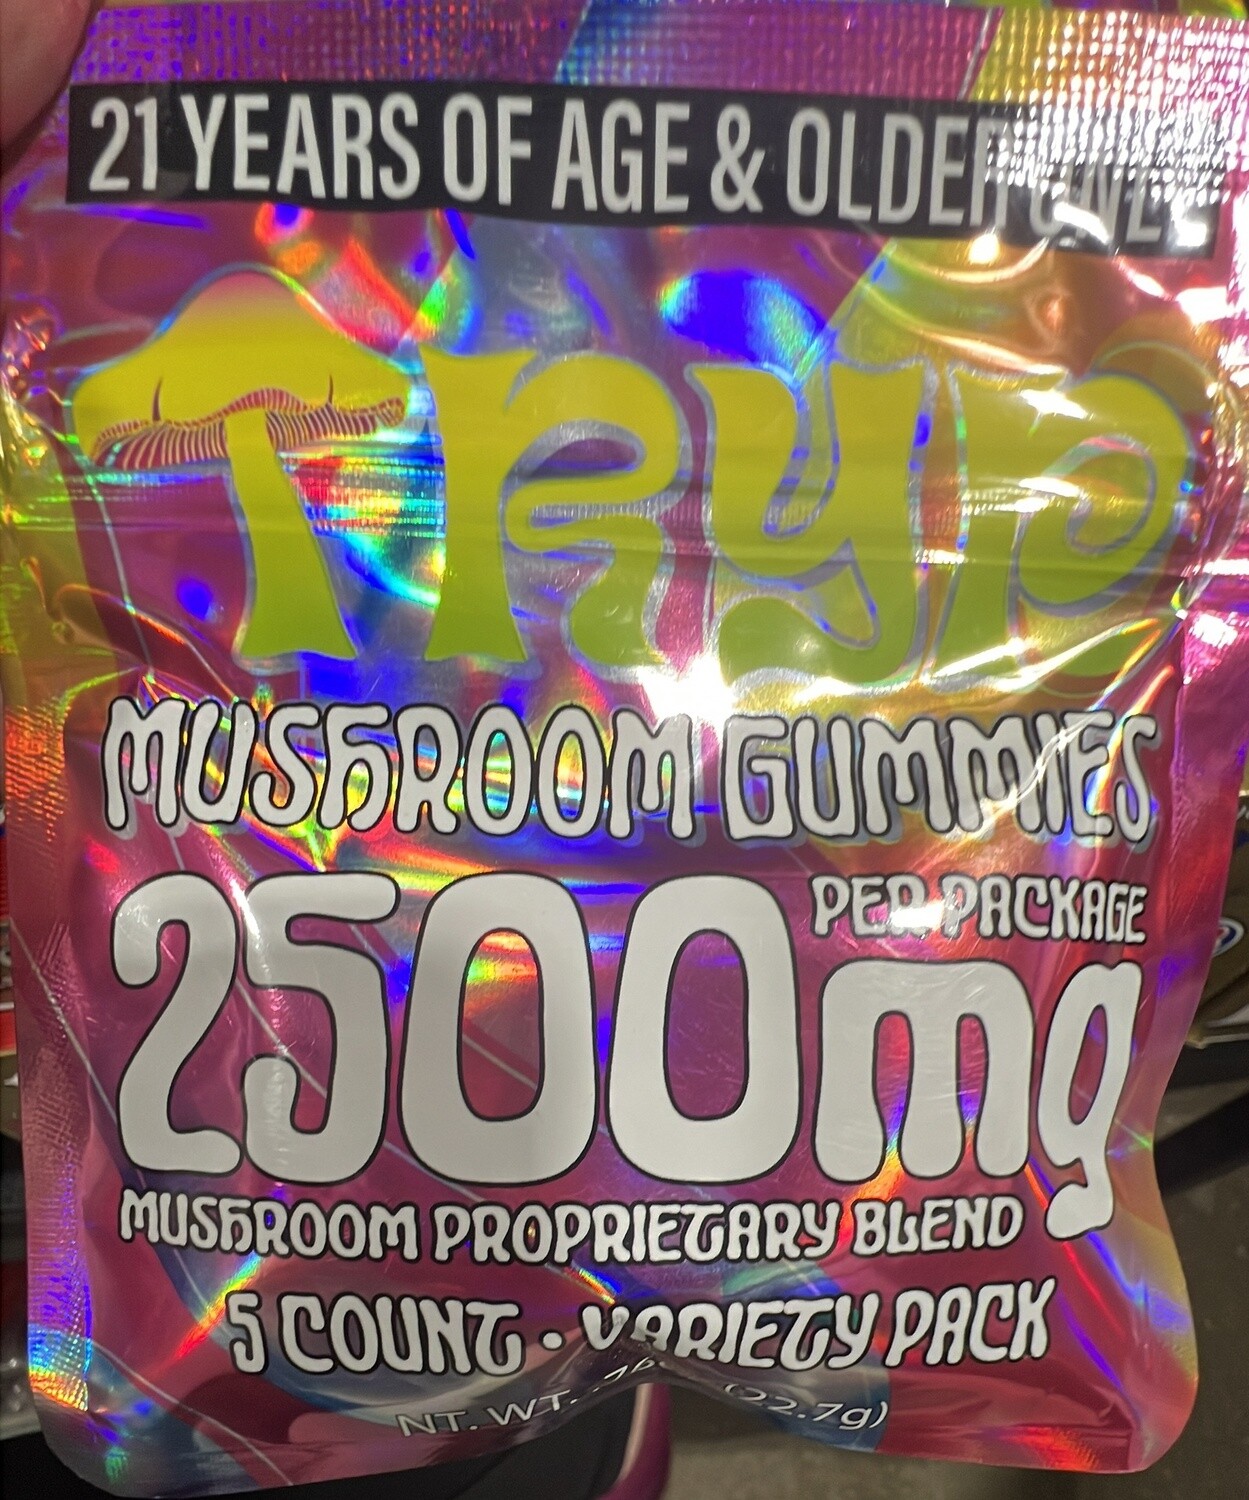 21 YEARS OF AGE & OLDER ONLY
TRYP
MUSHROOM GUMMIES
2500mg
PER PACKAGE
MUSHROOM PROPRIETARY BLEND
5 COUNT • VARIETY PACK
NT. WT. (22.7g)